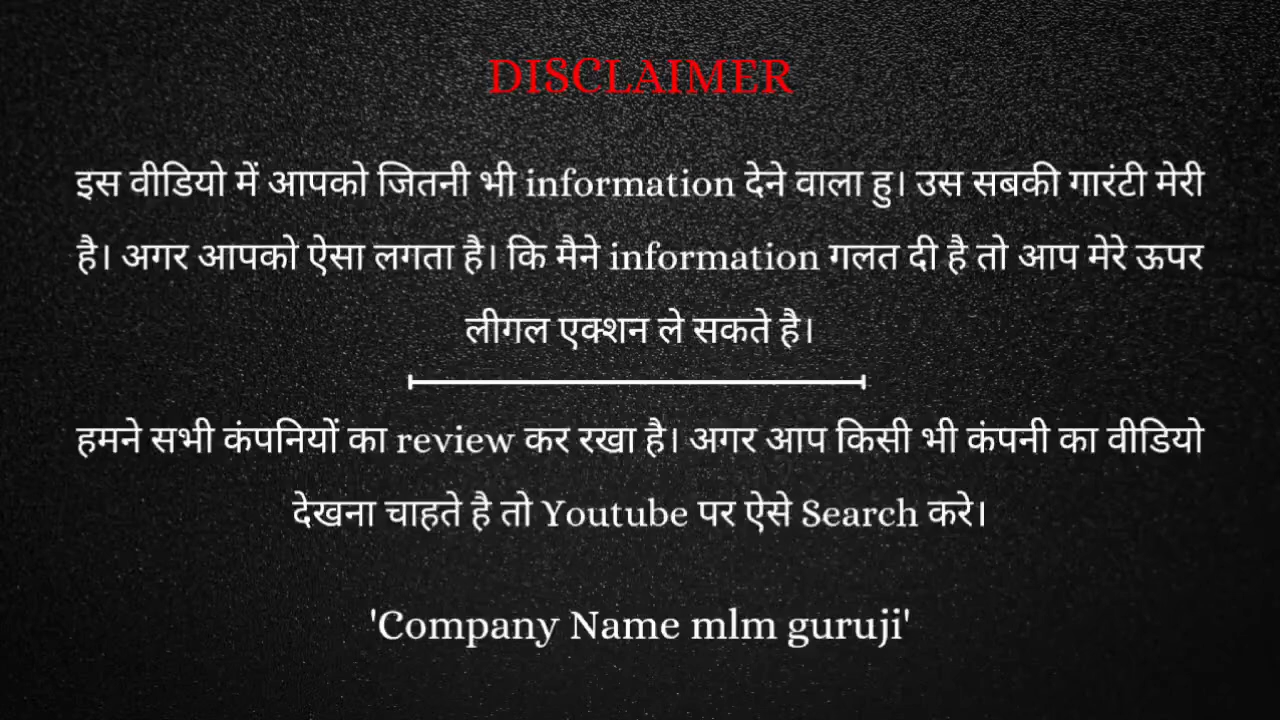 DISCLAIMER
इस वीडियो में आपको जितनी भी information देने वाला हु। उस सबकी गारंटी मेरी
है। अगर आपको ऐसा लगता है। कि मैने information गलत दी है तो आप मेरे ऊपर
लीगल एक्शन ले सकते है।
हमने सभी कंपनियों का review कर रखा है। अगर आप किसी भी कंपनी का वीडियो
देखना चाहते है तो Youtube पर ऐसे Search करे।
'Company Name mlm guruji'